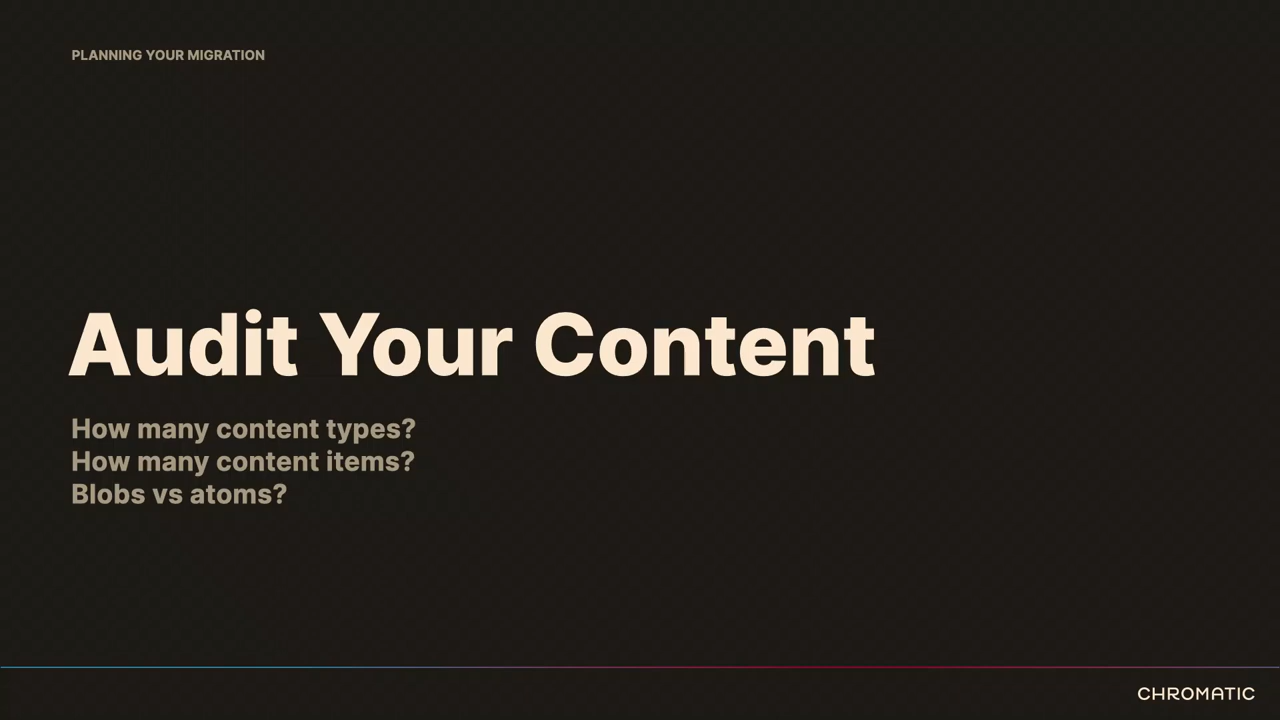 PLANNING YOUR MIGRATION
Audit Your Content
How many content types?
How many content items?
Blobs vs atoms?
CHROMATIC